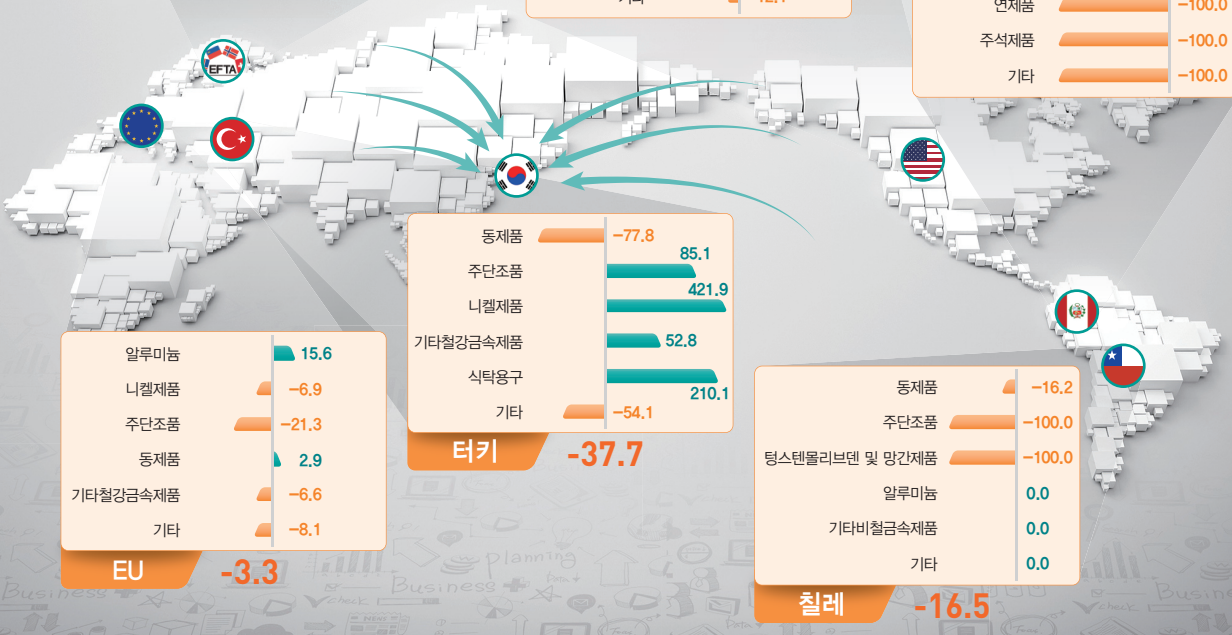 연제품 -100.0
주석제품 -100.0
기타 -100.0
EFTA
동제품 -77.8
주단조품 85.1
니켈제품 421.9
기타철강금속제품 52.8
식탁용구 210.1
기타 -54.1
터키 -37.7
알루미늄 15.6
니켈제품 -6.9
주단조품 -21.3
동제품 2.9
기타철강금속제품 -6.6
기타 -8.1
EU -3.3
동제품 -16.2
주단조품 -100.0
텅스텐몰리브덴 및 망간제품 -100.0
알루미늄 0.0
기타비철금속제품 0.0
기타 0.0
칠레 -16.5
planning
Business
check